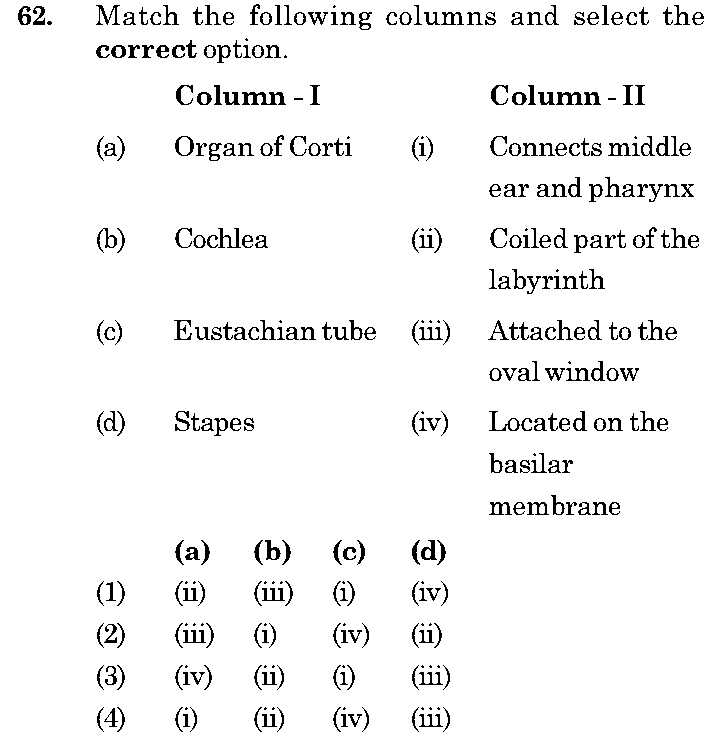 62. Match the following columns and select the
correct option.
Column - I Column - II
(a) Organ of Corti (i) Connects middle
ear and pharynx
(b) Cochlea (ii) Coiled part of the
labyrinth
(c) Eustachian tube (iii) Attached to the
oval window
(d) Stapes (iv) Located on the
basilar
membrane
(a) (b) (c) (d)
(1) (ii) (iii) (i) (iv)
(2) (iii) (i) (iv) (ii)
(3) (iv) (ii) (i) (iii)
(4) (i) (ii) (iv) (iii)